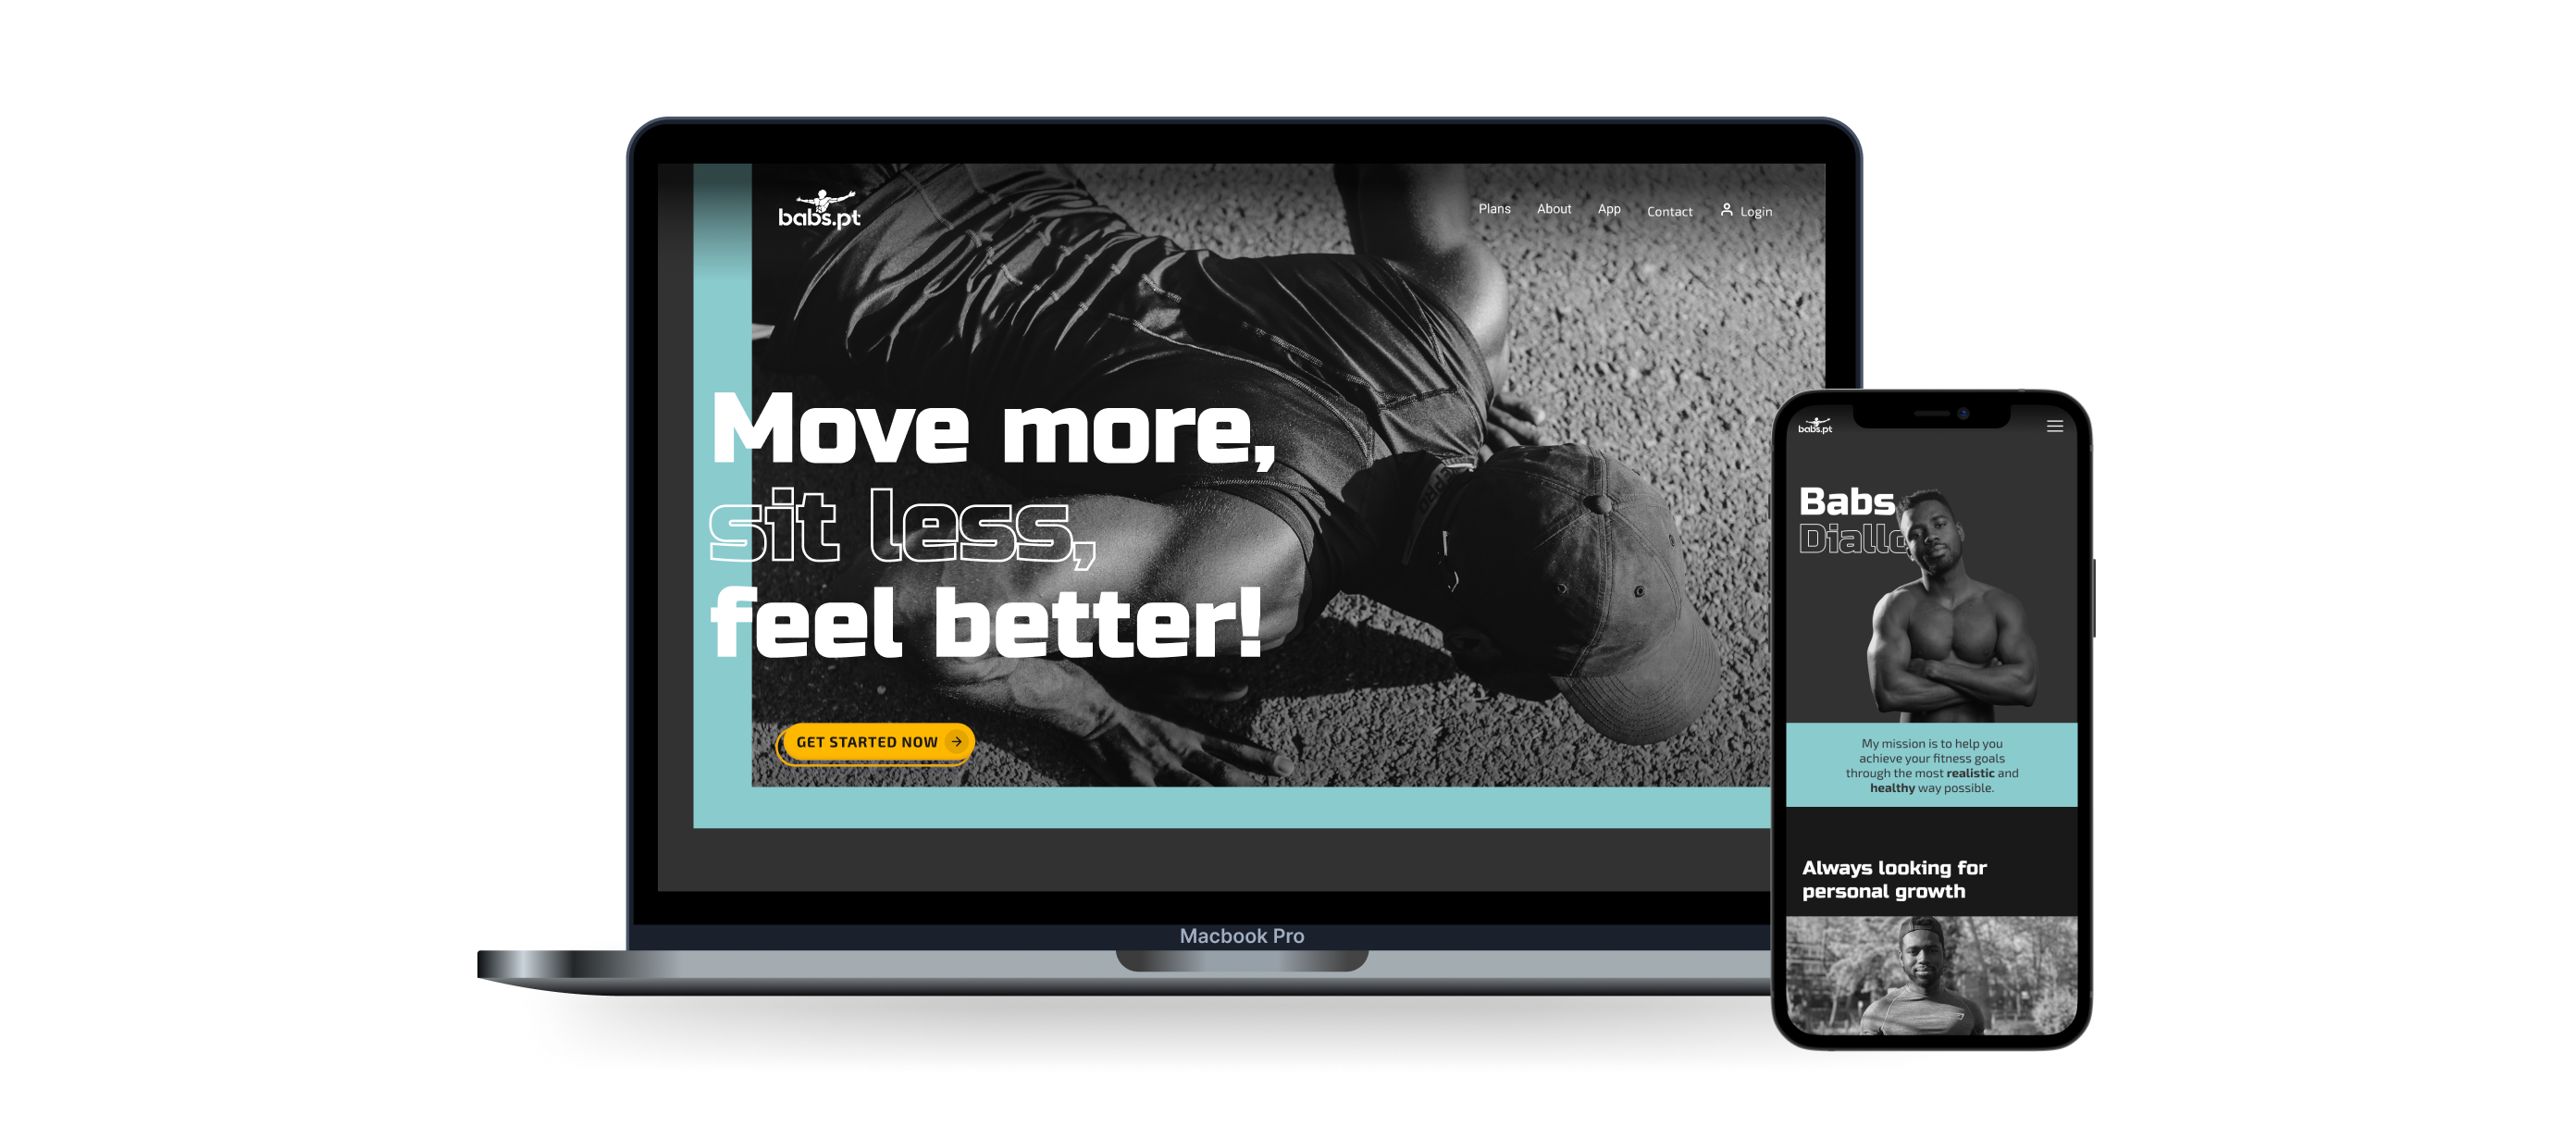 babs.pt
Plans About App Contact Login
Move more,
sit less,
feel better!
GET STARTED NOW
Macbook Pro
babs.pt
Babs
Diallo
My mission is to help you
achieve your fitness goals
through the most realistic and
healthy way possible.
Always looking for
personal growth